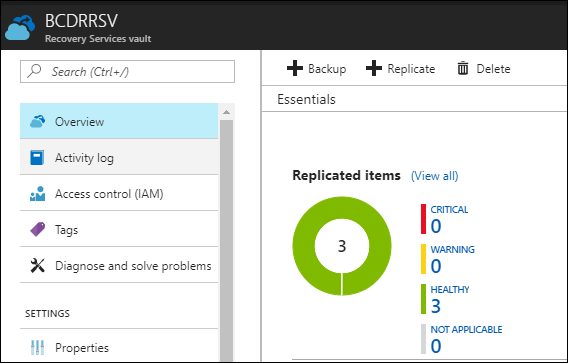 BCDRRSV
Recovery Services vault
Search (Ctrl+/)
Overview
Activity log
Access control (IAM)
Tags
Diagnose and solve problems
SETTINGS
Properties
Backup Replicate Delete
Essentials
Replicated items (View all)
3
CRITICAL
0
WARNING
0
HEALTHY
3
NOT APPLICABLE
0